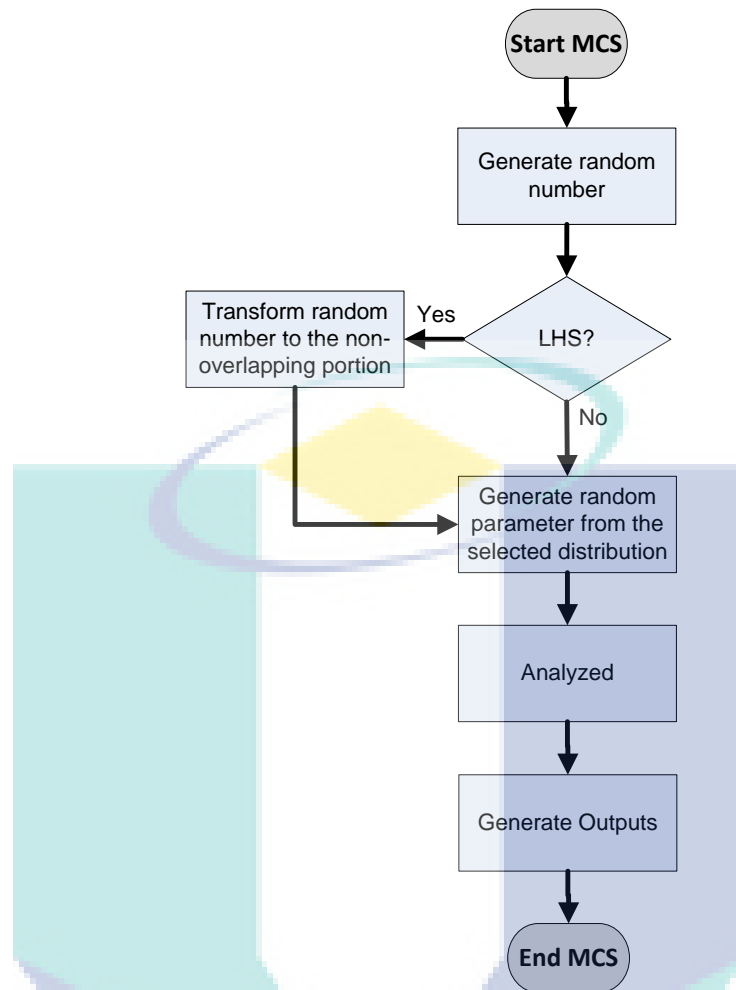 Start MCS
Generate random
number
LHS?
Yes
Transform random
number to the non-
overlapping portion
No
Generate random
parameter from the
selected distribution
Analyzed
Generate Outputs
End MCS